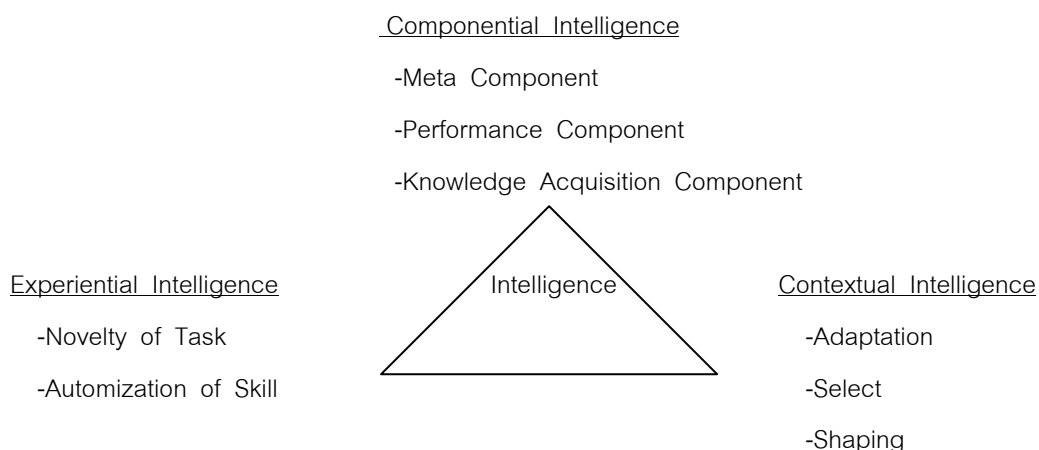 Componential Intelligence
-Meta Component
-Performance Component
-Knowledge Acquisition Component
Intelligence
Experiential Intelligence
-Novelty of Task
-Automization of Skill
Contextual Intelligence
-Adaptation
-Select
-Shaping